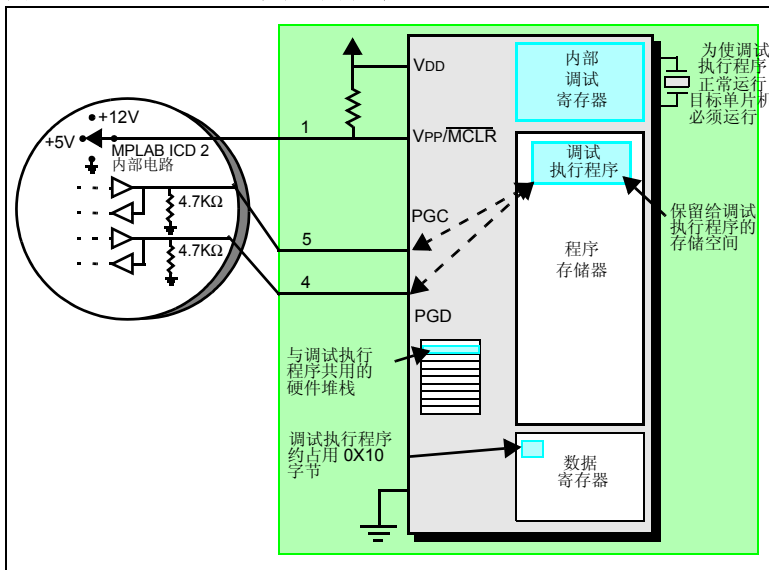 +12V
+5V
MPLAB ICD 2
内部电路
4.7KΩ
4.7KΩ
1
5
4
VDD
VPP/MCLR
PGC
PGD
内部
调试
寄存器
调试
执行程序
程序
存储器
数据
寄存器
为使调试
执行程序
正常运行
目标单片机
必须运行
保留给调试
执行程序的
存储空间
与调试执行
程序共用的
硬件堆栈
调试执行程序
约占用 0X10
字节